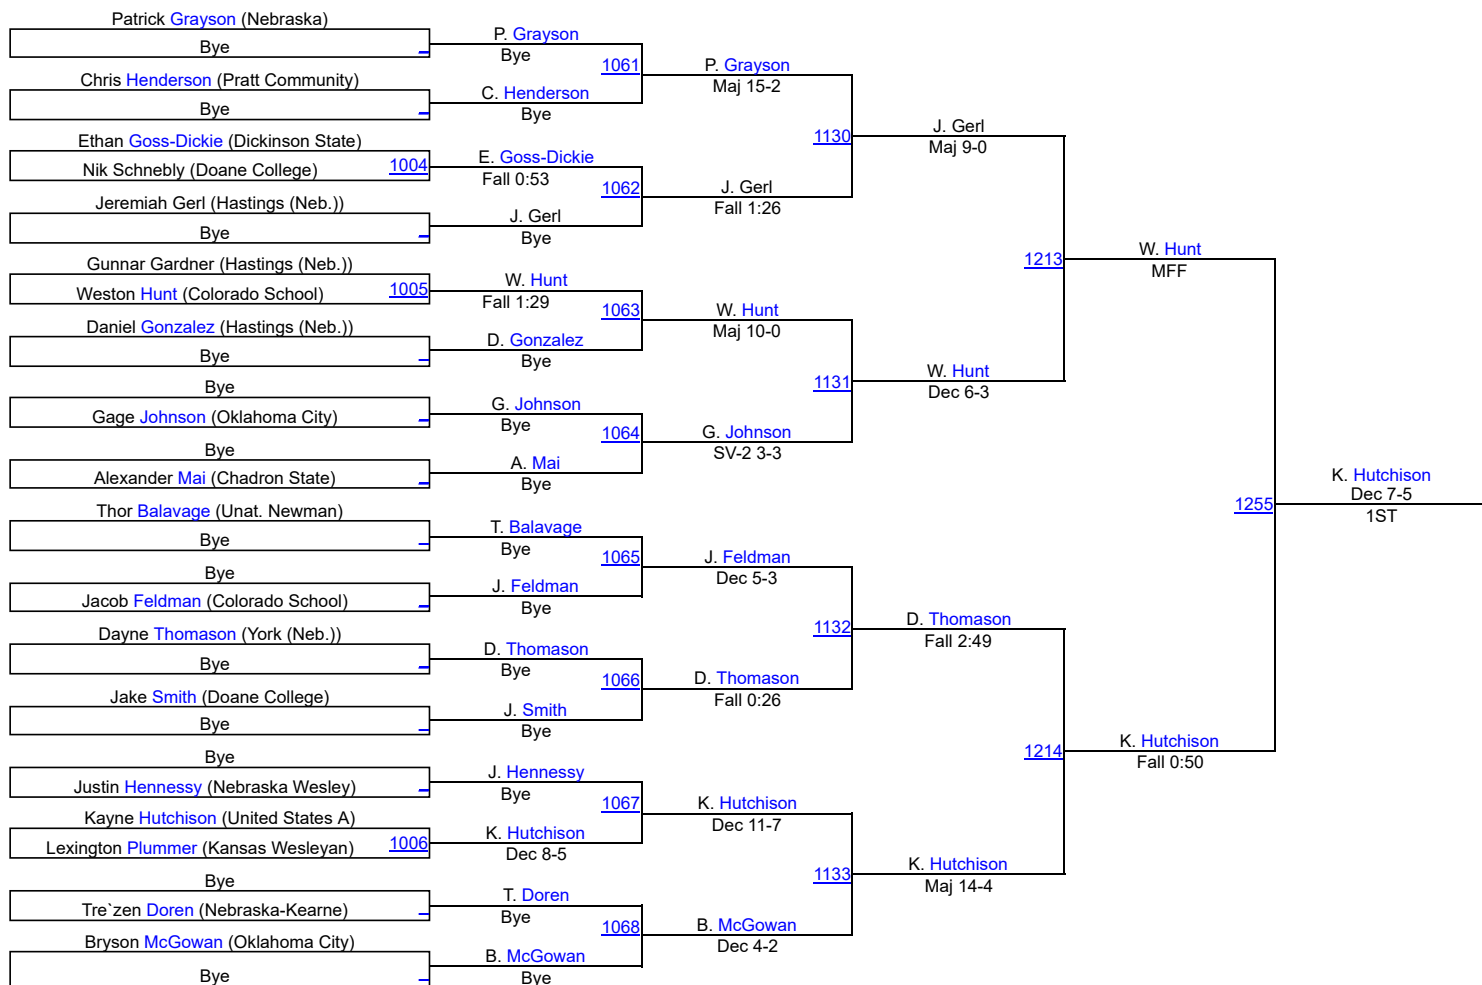 Patrick Grayson (Nebraska)
Bye
Chris Henderson (Pratt Community)
Bye
Ethan Goss-Dickie (Dickinson State)
Nik Schnebly (Doane College)
1004
Jeremiah Gerl (Hastings (Neb.))
Bye
Gunnar Gardner (Hastings (Neb.))
Weston Hunt (Colorado School)
1005
Daniel Gonzalez (Hastings (Neb.))
Bye
Bye
Gage Johnson (Oklahoma City)
Bye
Alexander Mai (Chadron State)
Thor Balavage (Unat. Newman)
Bye
Bye
Jacob Feldman (Colorado School)
Dayne Thomason (York (Neb.))
Bye
Jake Smith (Doane College)
Bye
Bye
Justin Hennessy (Nebraska Wesley)
Kayne Hutchison (United States A)
Lexington Plummer (Kansas Wesleyan)
1006
Bye
Tre`zen Doren (Nebraska-Kearne)
Bryson McGowan (Oklahoma City)
Bye
P. Grayson
Bye
1061
C. Henderson
Bye
E. Goss-Dickie
Fall 0:53
1062
J. Gerl
Bye
W. Hunt
Fall 1:29
1063
D. Gonzalez
Bye
G. Johnson
Bye
1064
A. Mai
Bye
T. Balavage
Bye
1065
J. Feldman
Bye
D. Thomason
Bye
1066
J. Smith
Bye
J. Hennessy
Bye
1067
K. Hutchison
Dec 8-5
T. Doren
Bye
1068
B. McGowan
Bye
P. Grayson
Maj 15-2
1130
J. Gerl
Fall 1:26
W. Hunt
Maj 10-0
1131
G. Johnson
SV-2 3-3
J. Feldman
Dec 5-3
1132
D. Thomason
Fall 0:26
K. Hutchison
Dec 11-7
1133
B. McGowan
Dec 4-2
J. Gerl
Maj 9-0
1213
W. Hunt
Dec 6-3
D. Thomason
Fall 2:49
1214
K. Hutchison
Maj 14-4
W. Hunt
MFF
1255
K. Hutchison
Fall 0:50
K. Hutchison
Dec 7-5
1ST